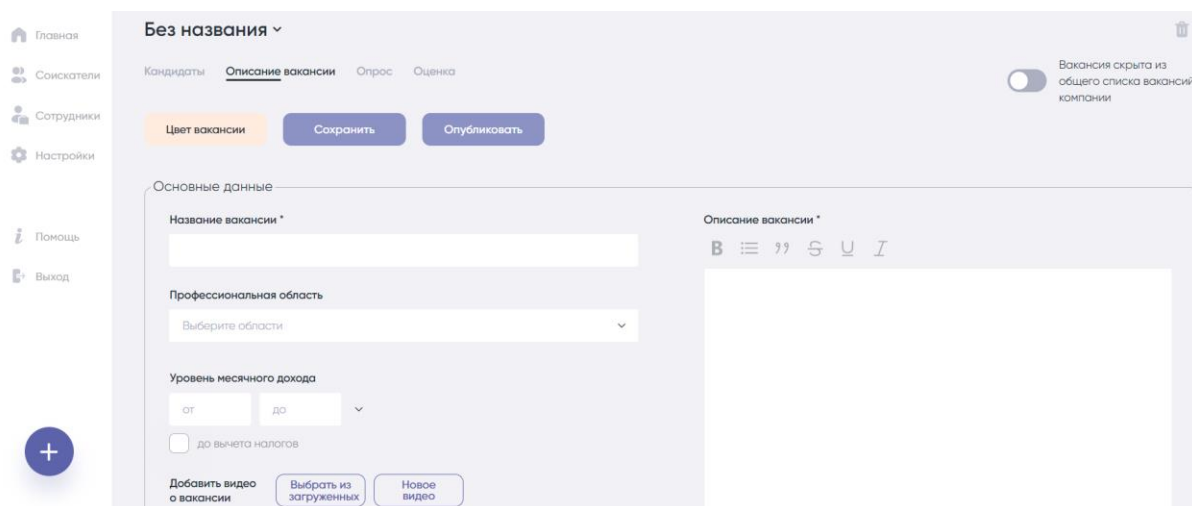 Главная
Соискатели
Сотрудники
Настройки
Помощь
Выход
Без названия
Кандидаты Описание вакансии Опрос Оценка
Вакансия скрыта из
общего списка вакансий
компании
Цвет вакансии Сохранить Опубликовать
Основные данные
Название вакансии *
Профессиональная область
Выберите области
Уровень месячного дохода
от до
до вычета налогов
Добавить видео
о вакансии
Выбрать из
загруженных
Новое
видео
Описание вакансии *
B S U I